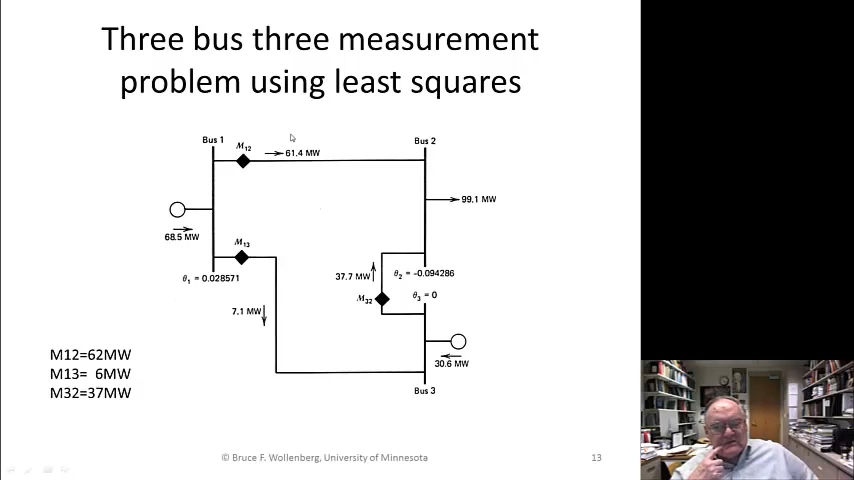 Three bus three measurement
problem using least squares
Bus 1
M12
61.4 MW
Bus 2
99.1 MW
68.5 MW
M13
θ1 = 0.028571
37.7 MW
θ2 = -0.094286
M32
θ3 = 0
7.1 MW
30.6 MW
Bus 3
M12=62MW
M13= 6MW
M32=37MW
© Bruce F. Wollenberg, University of Minnesota
13